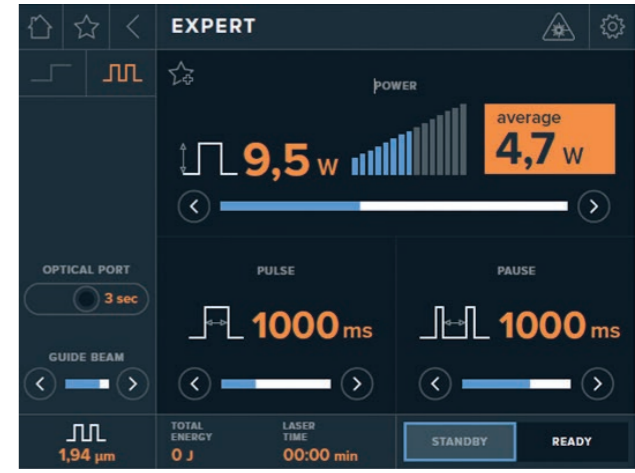 EXPERT
POWER
9,5 W
average
4,7 W
OPTICAL PORT
3 sec
PULSE
1000 ms
PAUSE
1000 ms
GUIDE BEAM
1,94 μm
TOTAL
ENERGY
0 J
LASER
TIME
00:00 min
STANDBY
READY